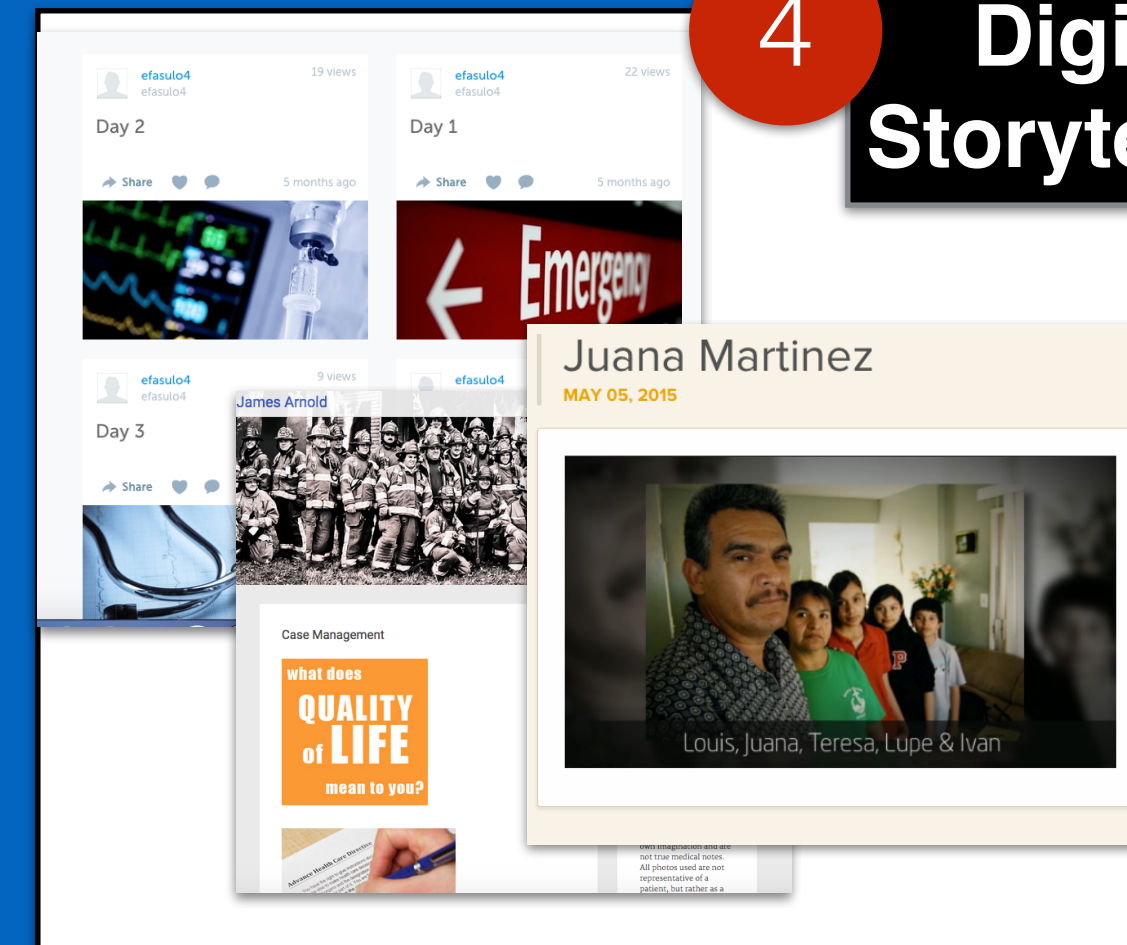 4
Digi
Storyte
efasulo4
19 views
efasulo4
Day 2
Share
5 months ago
efasulo4
22 views
efasulo4
Day 1
Share
5 months ago
Emergency
efasulo4
9 views
efasulo4
Day 3
Share
efasulo4
James Arnold
Case Management
what does
QUALITY
of LIFE
mean to you?
Advance Health Care Directive
Juana Martinez
MAY 05, 2015
P
Louis, Juana, Teresa, Lupe & Ivan
own imagination and are
not true medical notes.
All photos used are not
representative of a
patient, but rather as a